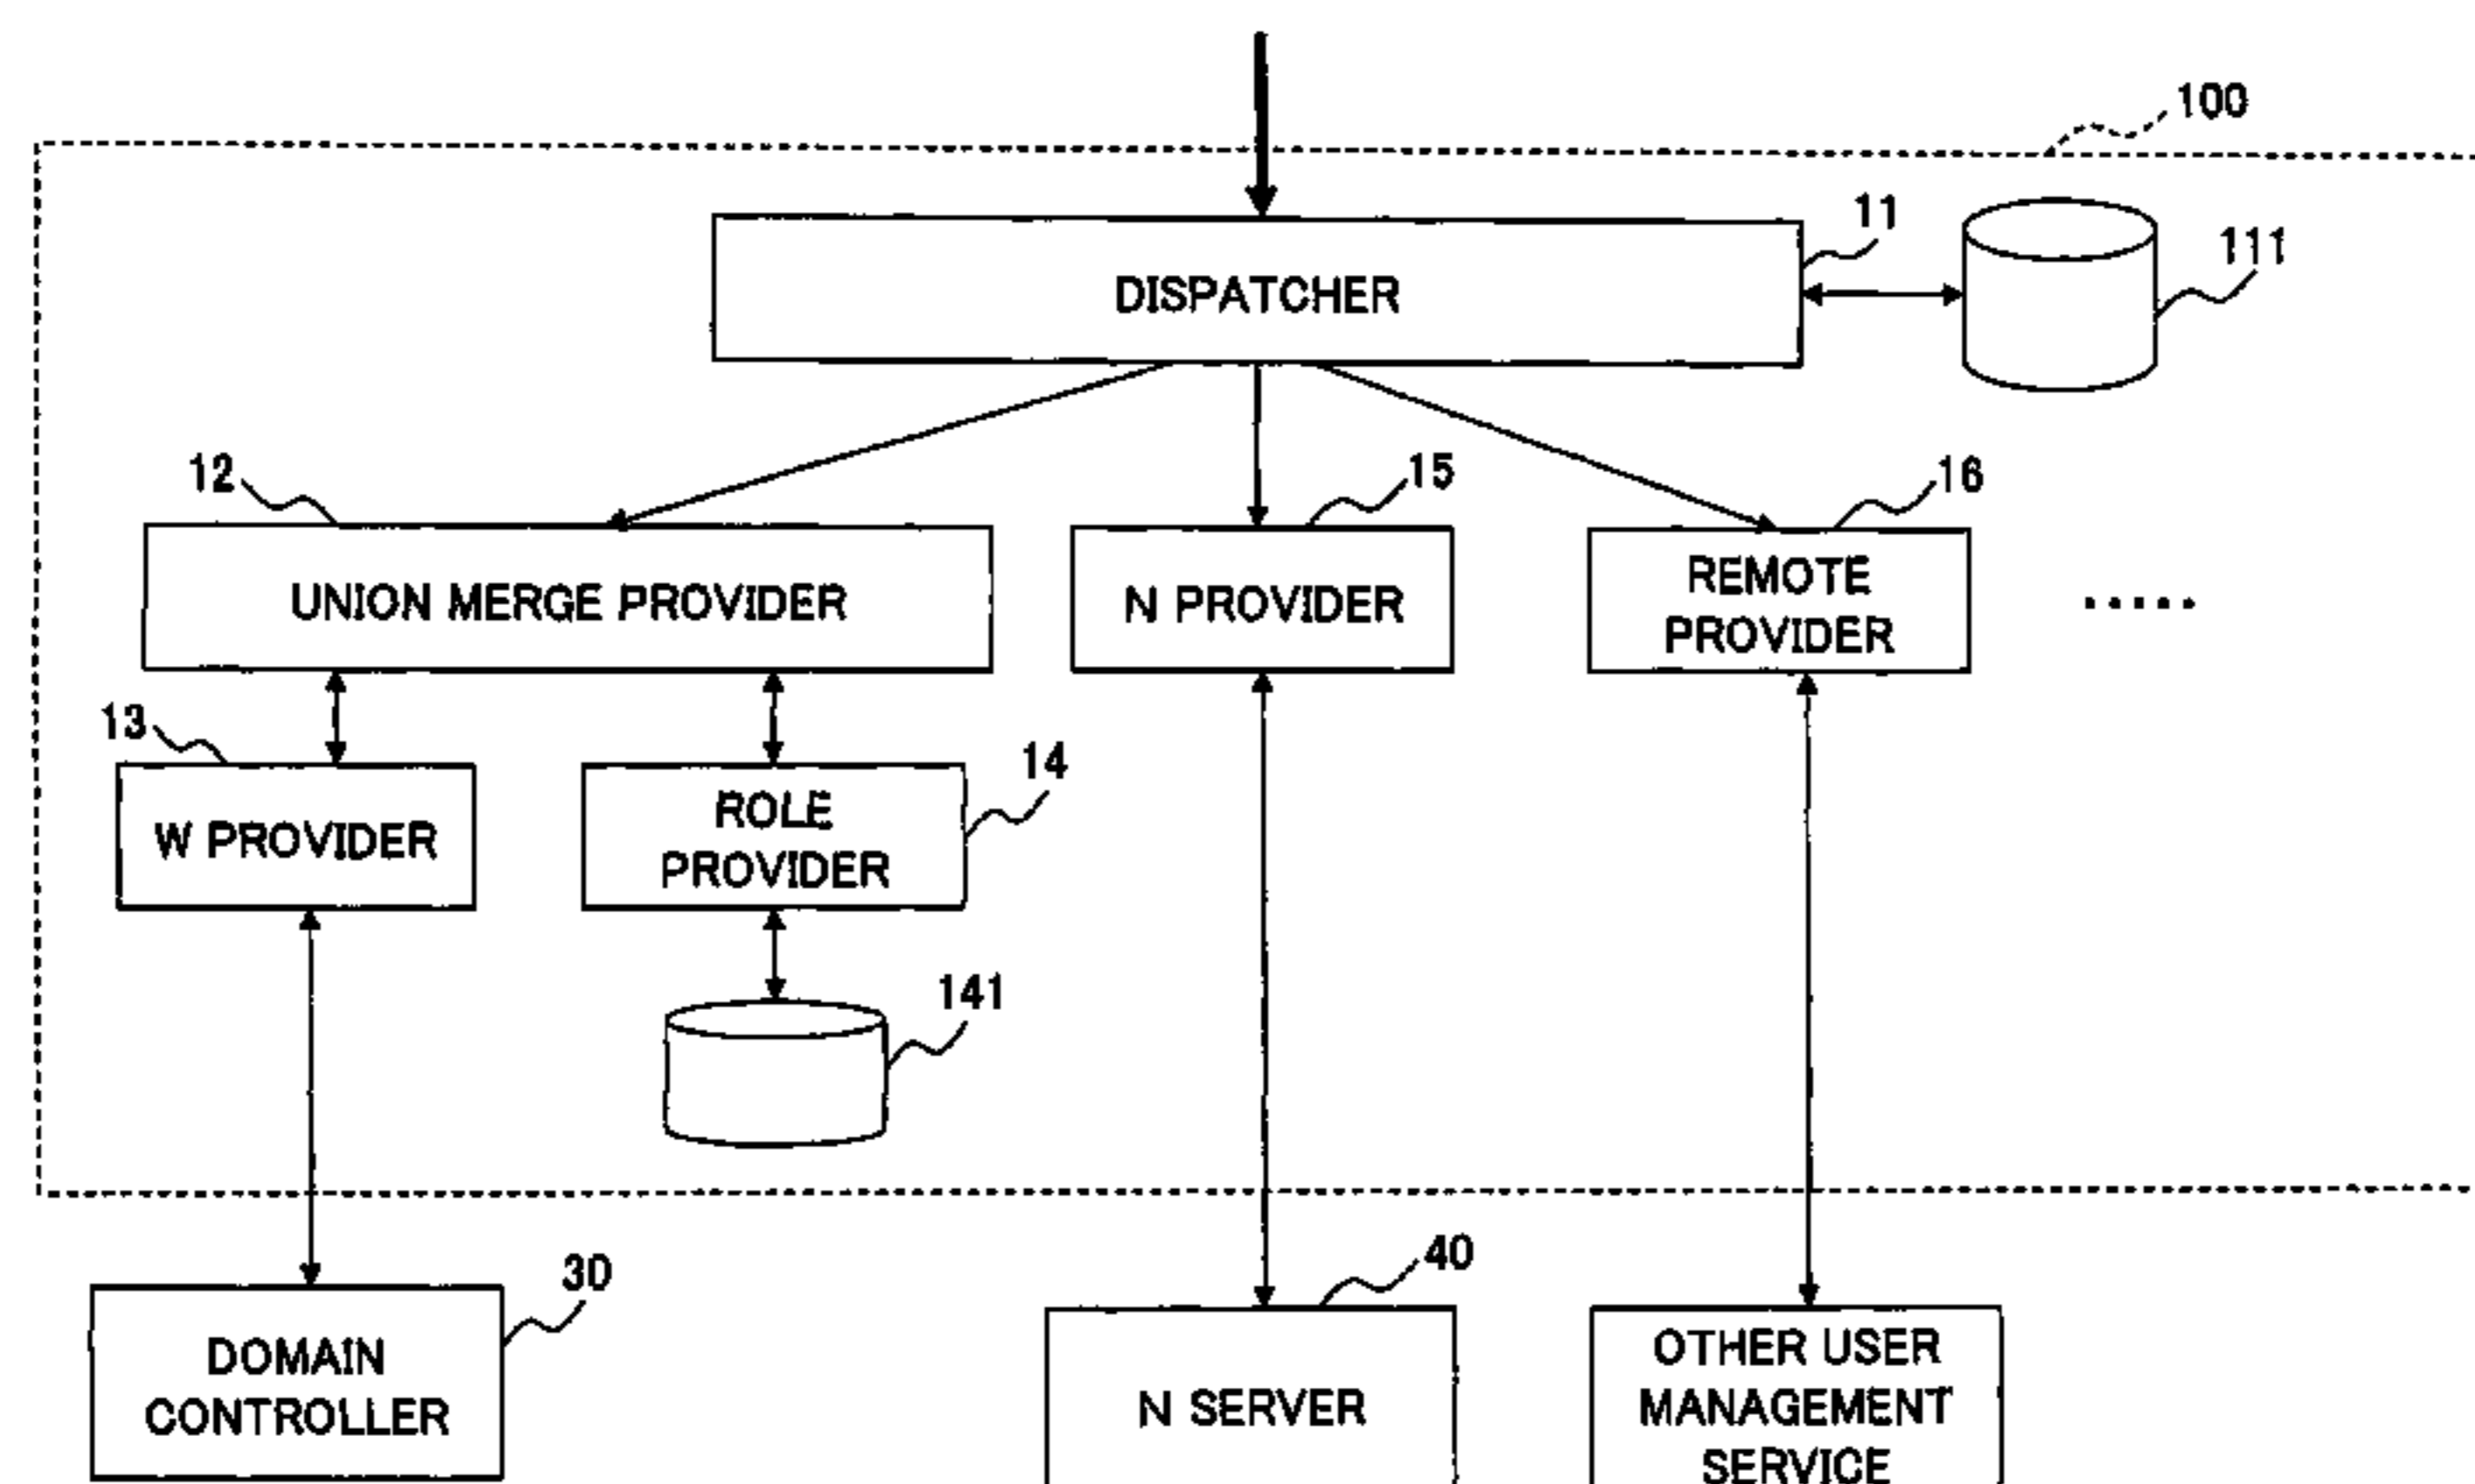 100
11
111
DISPATCHER
12
15
16
UNION MERGE PROVIDER
N PROVIDER
REMOTE
PROVIDER
.....
13
14
W PROVIDER
ROLE
PROVIDER
141
30
40
DOMAIN
CONTROLLER
N SERVER
OTHER USER
MANAGEMENT
SERVICE